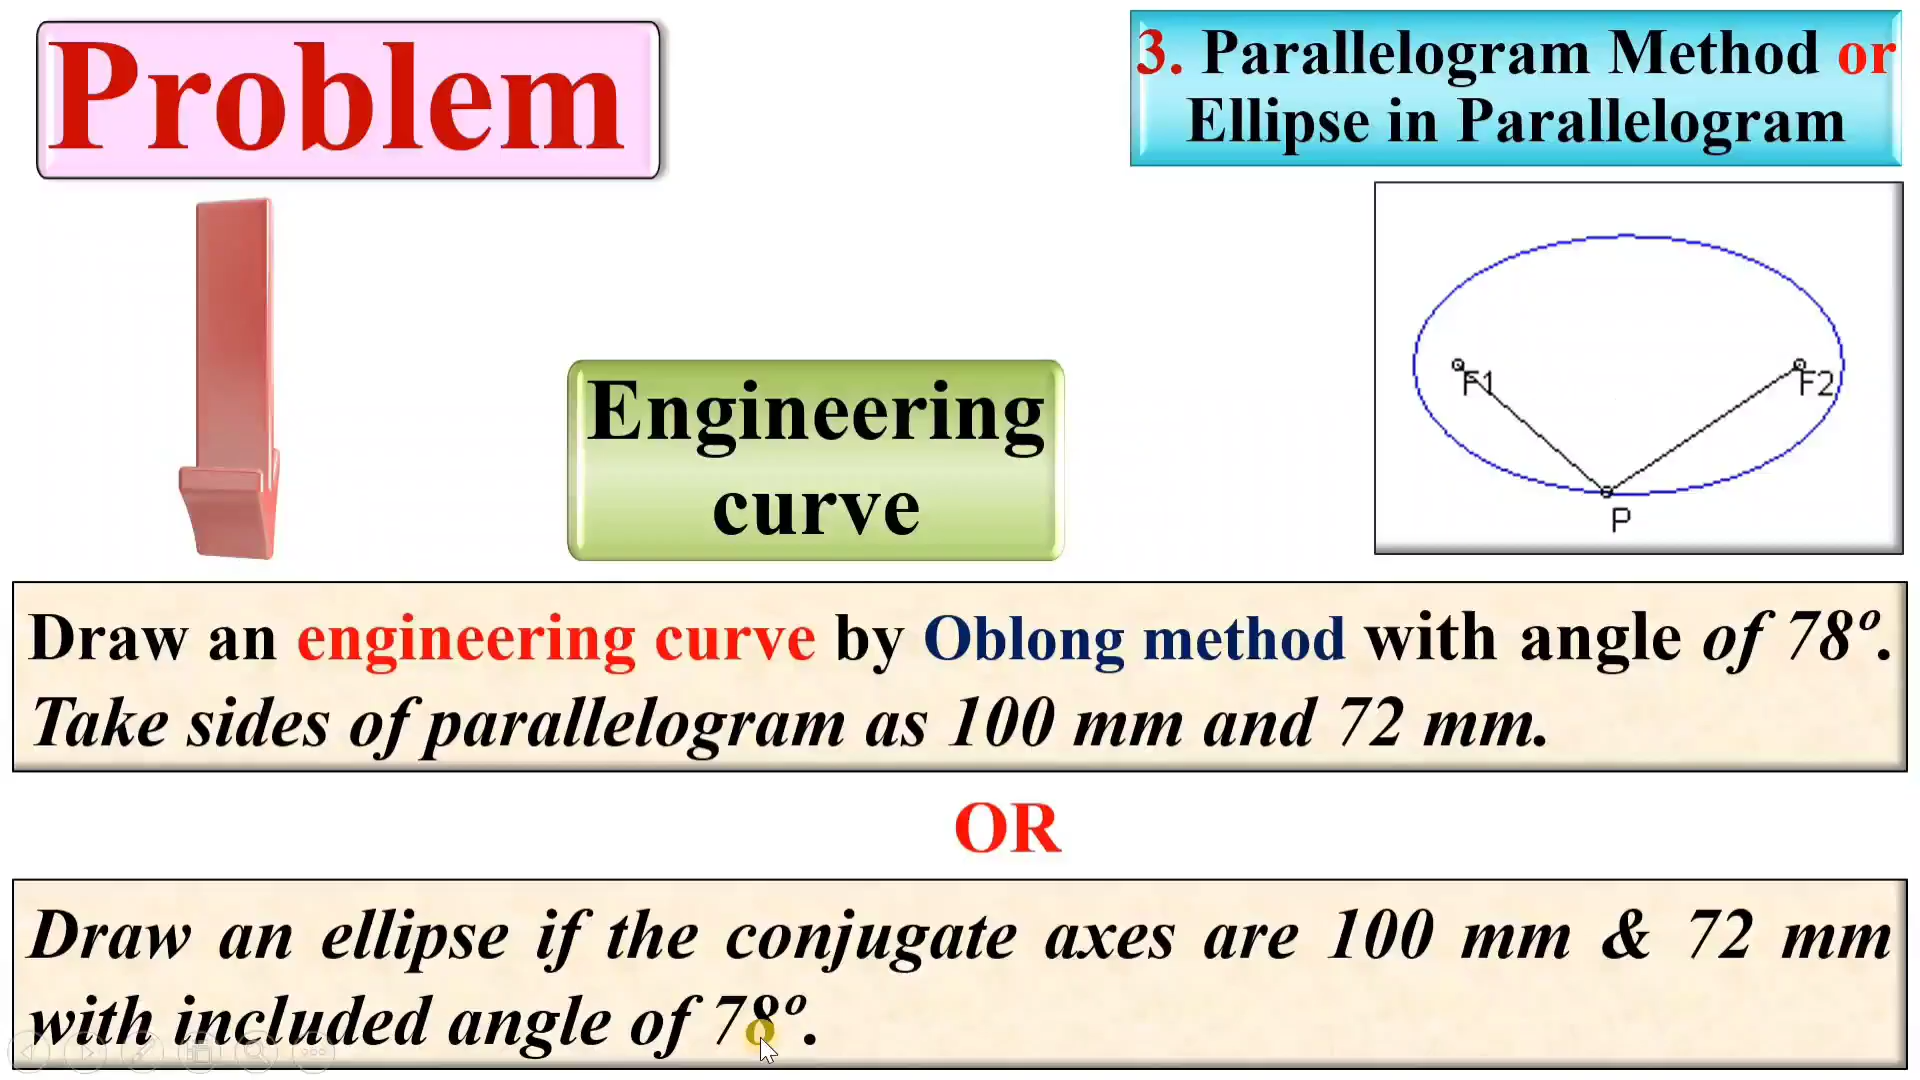 Problem
3. Parallelogram Method or
Ellipse in Parallelogram
F1
F2
P
Engineering
curve
Draw an engineering curve by Oblong method with angle of 78º.
Take sides of parallelogram as 100 mm and 72 mm.
OR
Draw an ellipse if the conjugate axes are 100 mm & 72 mm
with included angle of 78º.